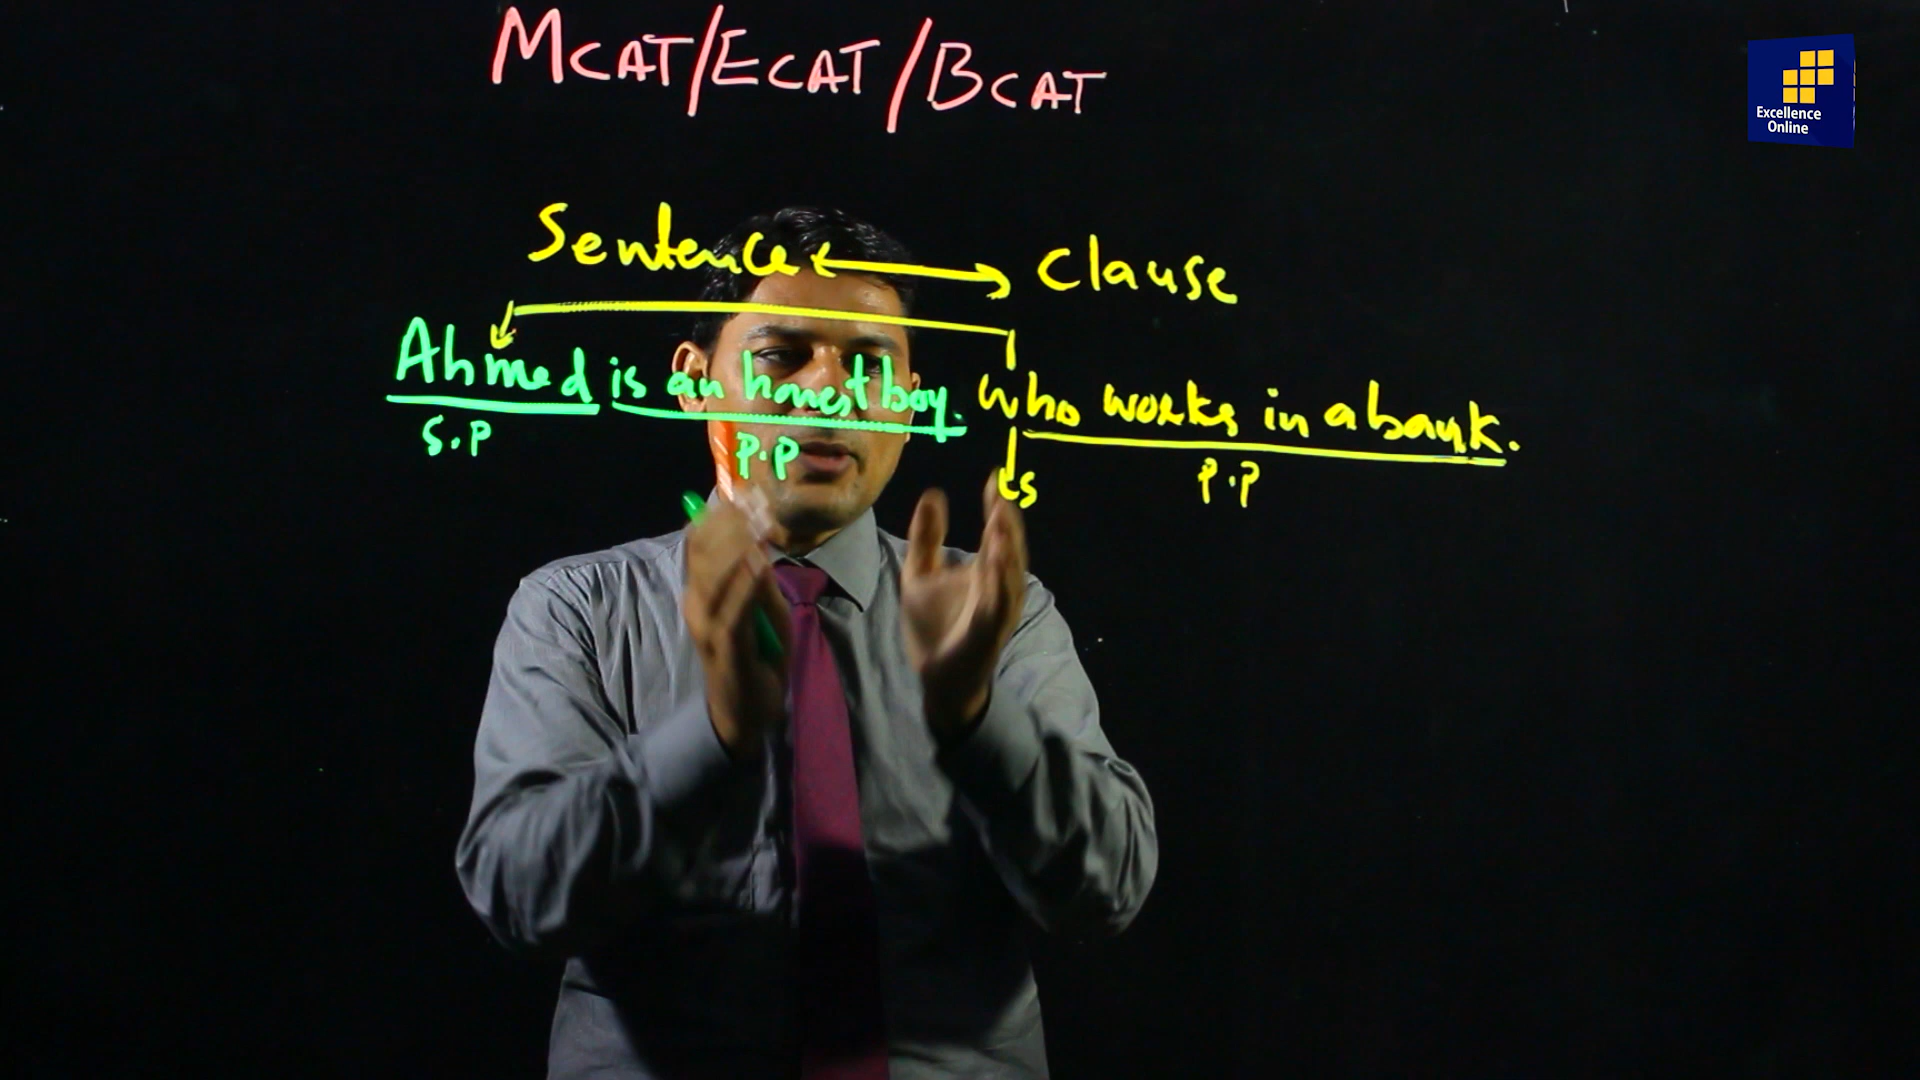 MCAT/ECAT/BCAT
Excellence
Online
Sentence Clause
Ahmed is an honest boy. who works in a bank.
S.P P.P S P.P